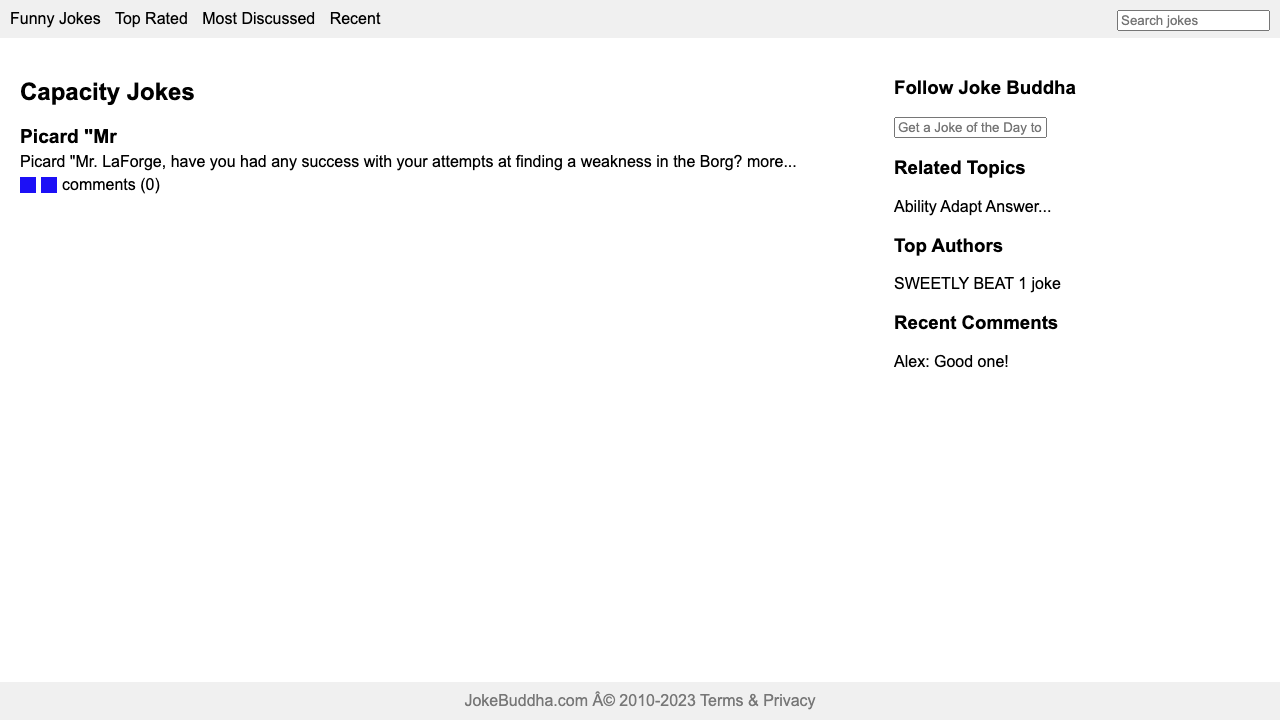 Funny Jokes Top Rated Most Discussed Recent
Search jokes
Capacity Jokes
Picard "Mr
Picard "Mr. LaForge, have you had any success with your attempts at finding a weakness in the Borg? more...
comments (0)
Follow Joke Buddha
Get a Joke of the Day to
Related Topics
Ability Adapt Answer...
Top Authors
SWEETLY BEAT 1 joke
Recent Comments
Alex: Good one!
JokeBuddha.com Â© 2010-2023 Terms & Privacy